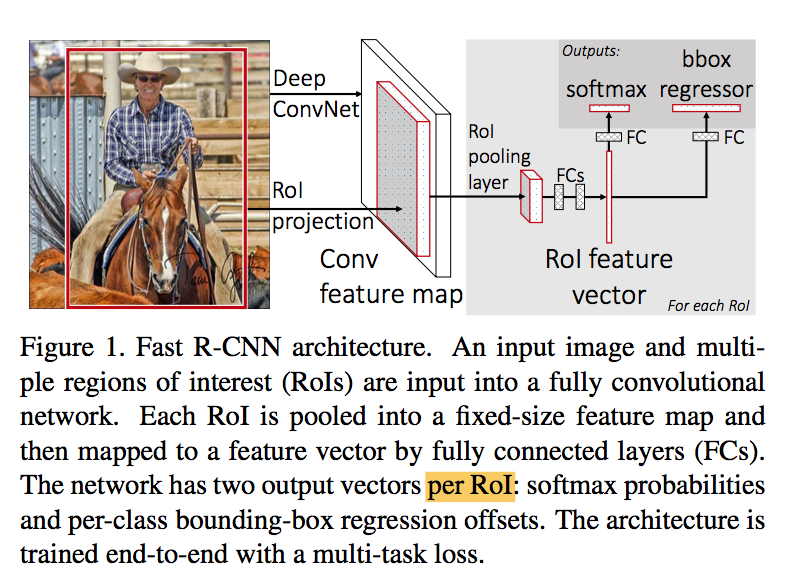 Deep
ConvNet
RoI
projection
Conv
feature map
RoI
pooling
layer
FCs
RoI feature
vector
For each RoI
Outputs:
softmax
bbox
regressor
FC
FC
Figure 1. Fast R-CNN architecture. An input image and multi-
ple regions of interest (RoIs) are input into a fully convolutional
network. Each RoI is pooled into a fixed-size feature map and
then mapped to a feature vector by fully connected layers (FCs).
The network has two output vectors per RoI: softmax probabilities
and per-class bounding-box regression offsets. The architecture is
trained end-to-end with a multi-task loss.